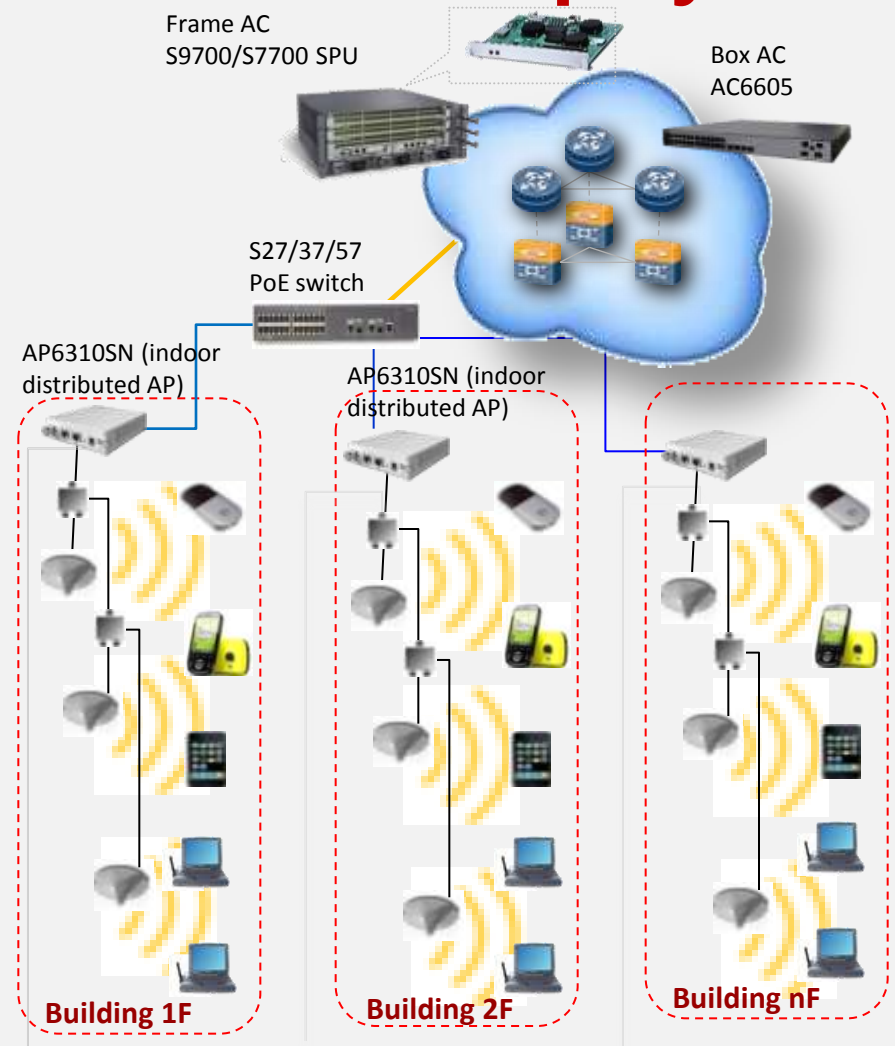 Frame AC
S9700/S7700 SPU
Box AC
AC6605
S27/37/57
PoE switch
AP6310SN (indoor
distributed AP)
AP6310SN (indoor
distributed AP)
Building 1F
Building 2F
Building nF